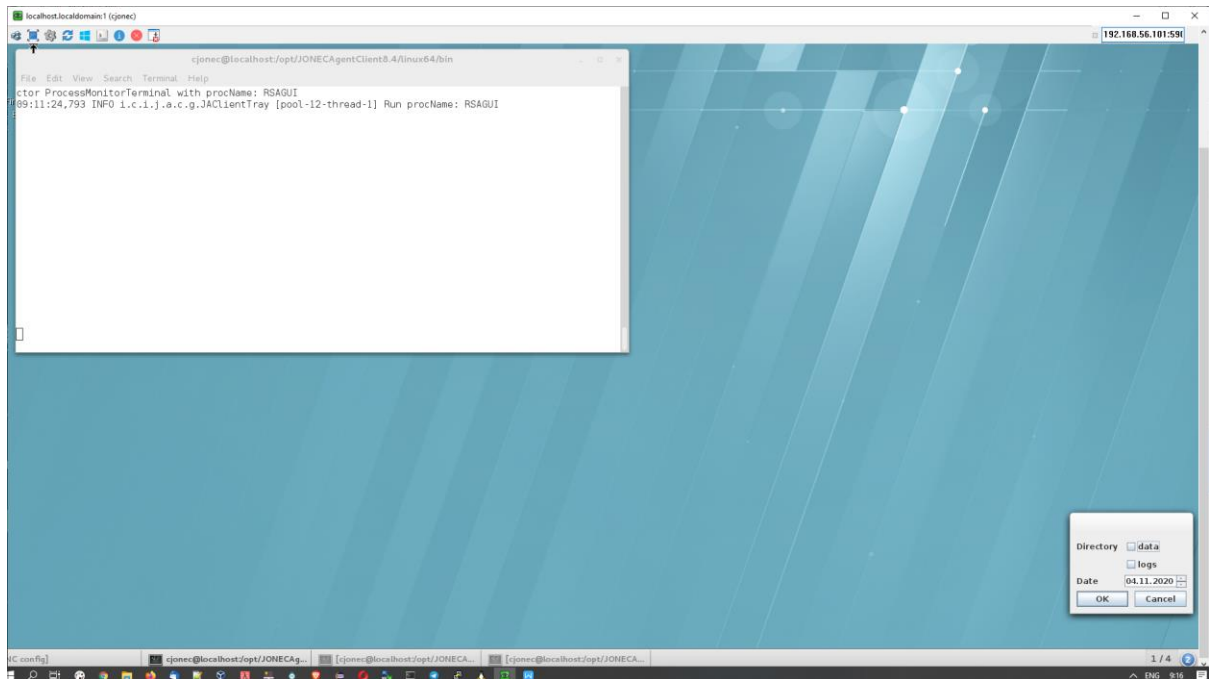 localhost.localdomain:1 (cjonec)
192.168.56.101:590
cjonec@localhost:/opt/JONECAgentClient8.4/linux64/bin
File Edit View Search Terminal Help
ctor ProcessMonitorTerminal with procName: RSAGUI
09:11:24,793 INFO i.c.i.j.a.c.g.JAClientTray [pool-12-thread-1] Run procName: RSAGUI
Directory data
logs
Date 04.11.2020
OK Cancel
NC config] cjonec@localhost:/opt/JONECAg... [cjonec@localhost:/opt/JONECA... [cjonec@localhost:/opt/JONECA... 1 / 4
ENG 9:16